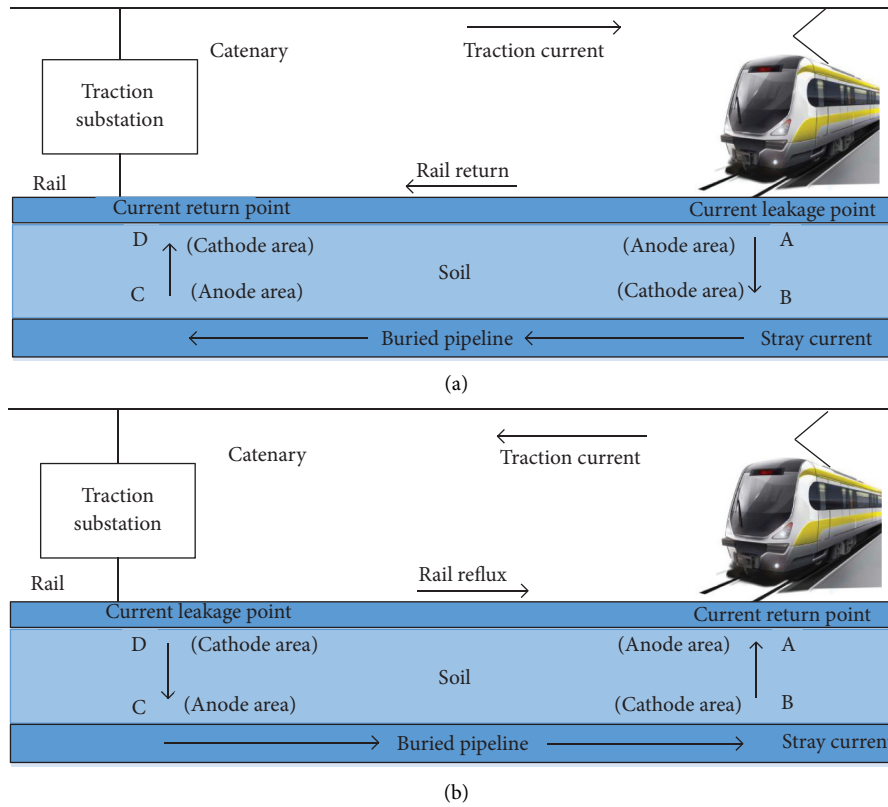 Catenary
Traction current
Traction
substation
Rail return
Rail
Current return point
Current leakage point
D
(Cathode area)
(Anode area)
A
Soil
C
(Anode area)
(Cathode area)
B
Buried pipeline
Stray current
(a)
Catenary
Traction current
Traction
substation
Rail reflux
Rail
Current leakage point
Current return point
D
(Cathode area)
(Anode area)
A
Soil
C
(Anode area)
(Cathode area)
B
Buried pipeline
Stray current
(b)